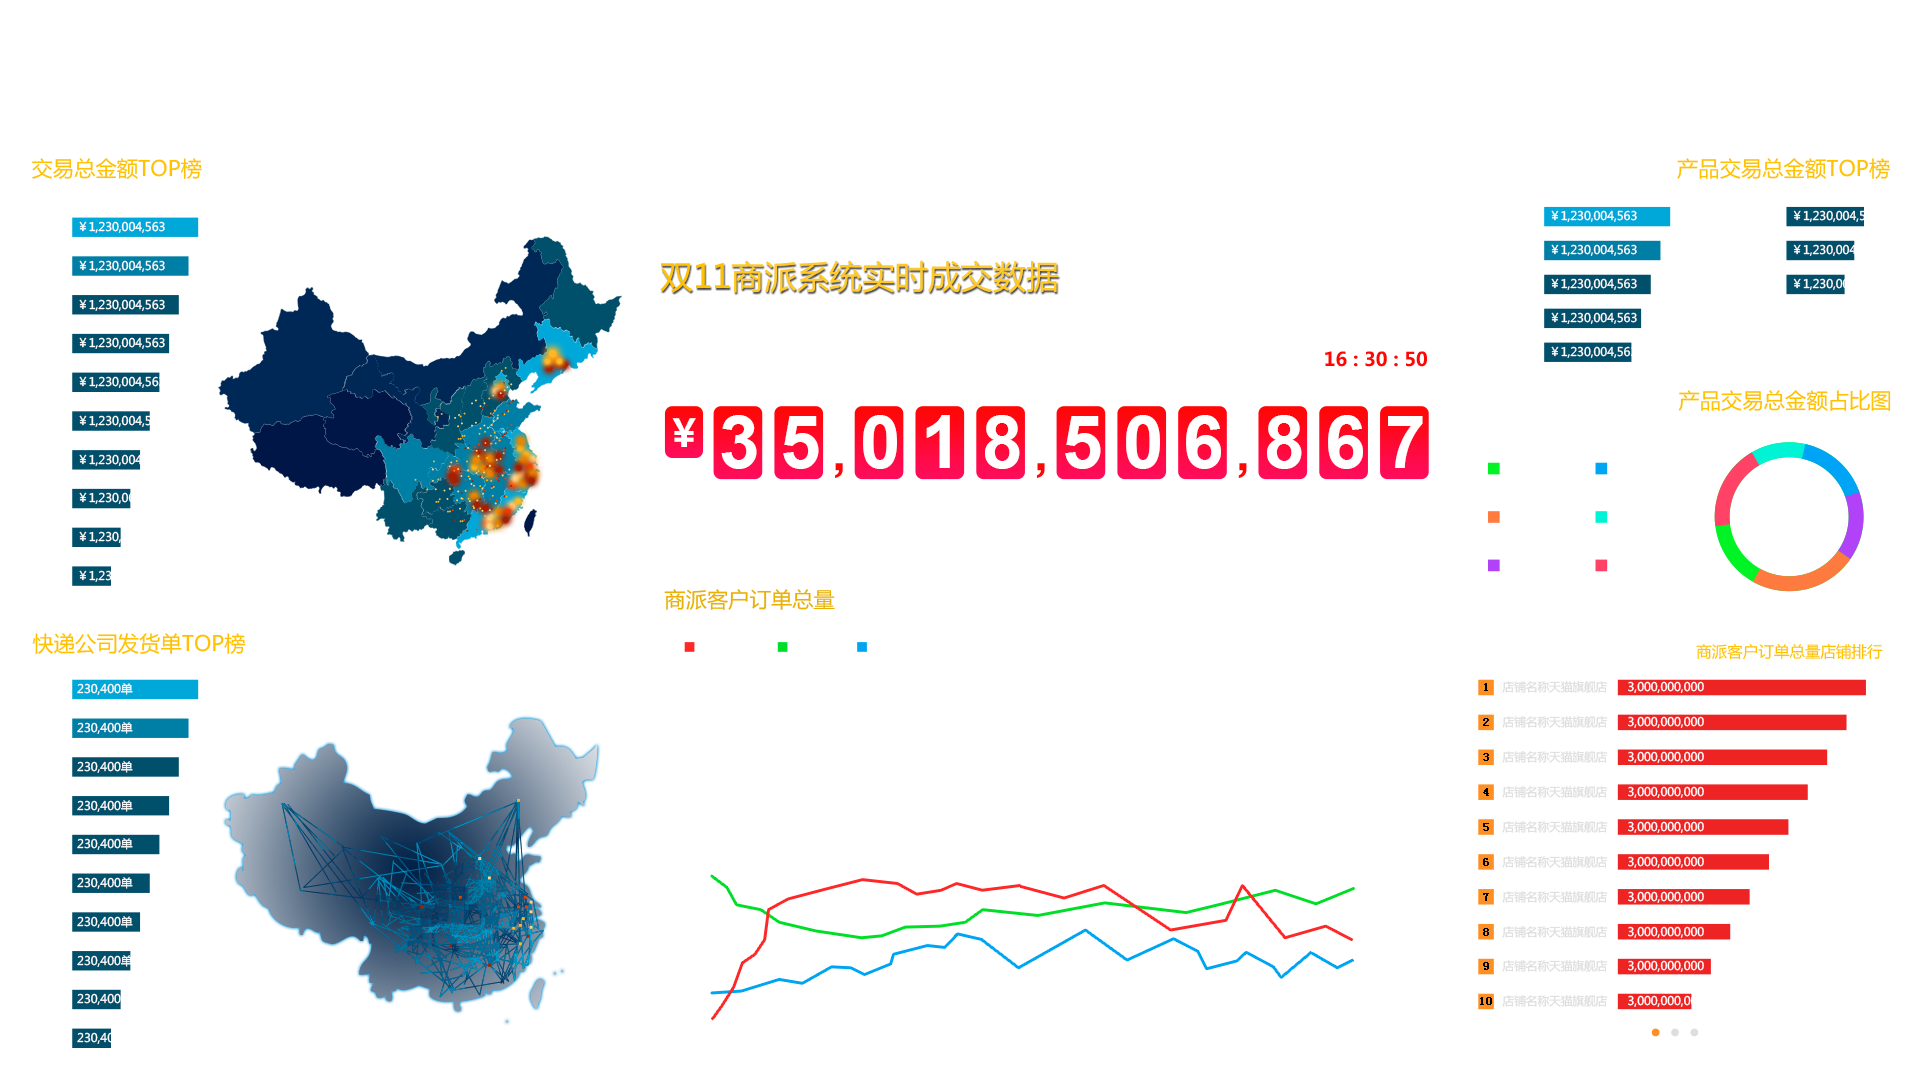 交易总金额TOP榜
¥1,230,004,563
¥1,230,004,563
¥1,230,004,563
¥1,230,004,563
¥1,230,004,56
¥1,230,004,5
¥1,230,004
¥1,230,0
¥1,230,
¥1,23
快递公司发货单TOP榜
230,400单
230,400单
230,400单
230,400单
230,400单
230,400单
230,400单
230,400单
230,400
230,40
双11商派系统实时成交数据
16 : 30 : 50
¥35,018,506,867
商派客户订单总量
产品交易总金额TOP榜
¥1,230,004,563
¥1,230,004,563
¥1,230,004,563
¥1,230,004,563
¥1,230,004,56
¥1,230,004,5
¥1,230,004
¥1,230,0
产品交易总金额占比图
商派客户订单总量店铺排行
1 店铺名称天猫旗舰店 3,000,000,000
2 店铺名称天猫旗舰店 3,000,000,000
3 店铺名称天猫旗舰店 3,000,000,000
4 店铺名称天猫旗舰店 3,000,000,000
5 店铺名称天猫旗舰店 3,000,000,000
6 店铺名称天猫旗舰店 3,000,000,000
7 店铺名称天猫旗舰店 3,000,000,000
8 店铺名称天猫旗舰店 3,000,000,000
9 店铺名称天猫旗舰店 3,000,000,000
10 店铺名称天猫旗舰店 3,000,000,0